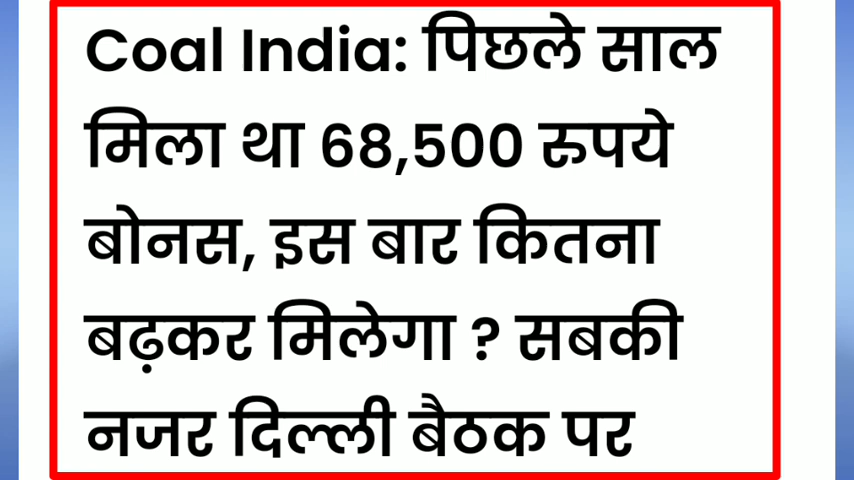 Coal India: पिछले साल
मिला था 68,500 रुपये
बोनस, इस बार कितना
बढ़कर मिलेगा ? सबकी
नजर दिल्ली बैठक पर